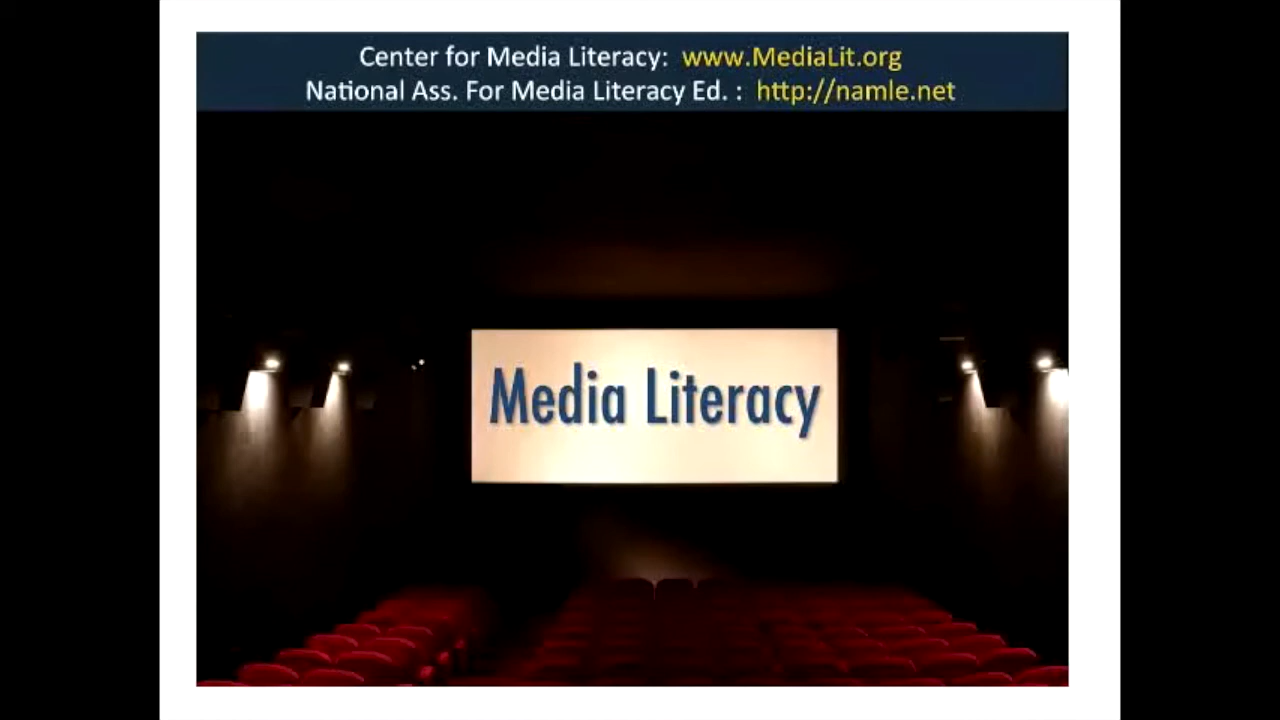 Center for Media Literacy: www.MediaLit.org
National Ass. For Media Literacy Ed. : http://namle.net
Media Literacy